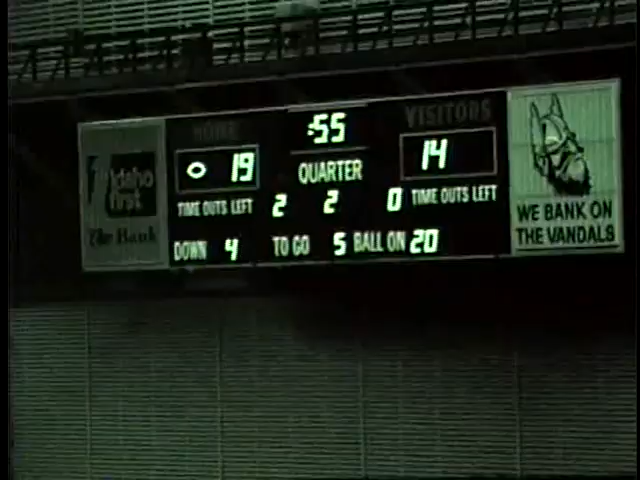 HOME :55 VISITORS
19 QUARTER 14
TIME OUTS LEFT 2 2 0 TIME OUTS LEFT
DOWN 4 TO GO 5 BALL ON 20
Idaho
first
The Bank
WE BANK ON
THE VANDALS